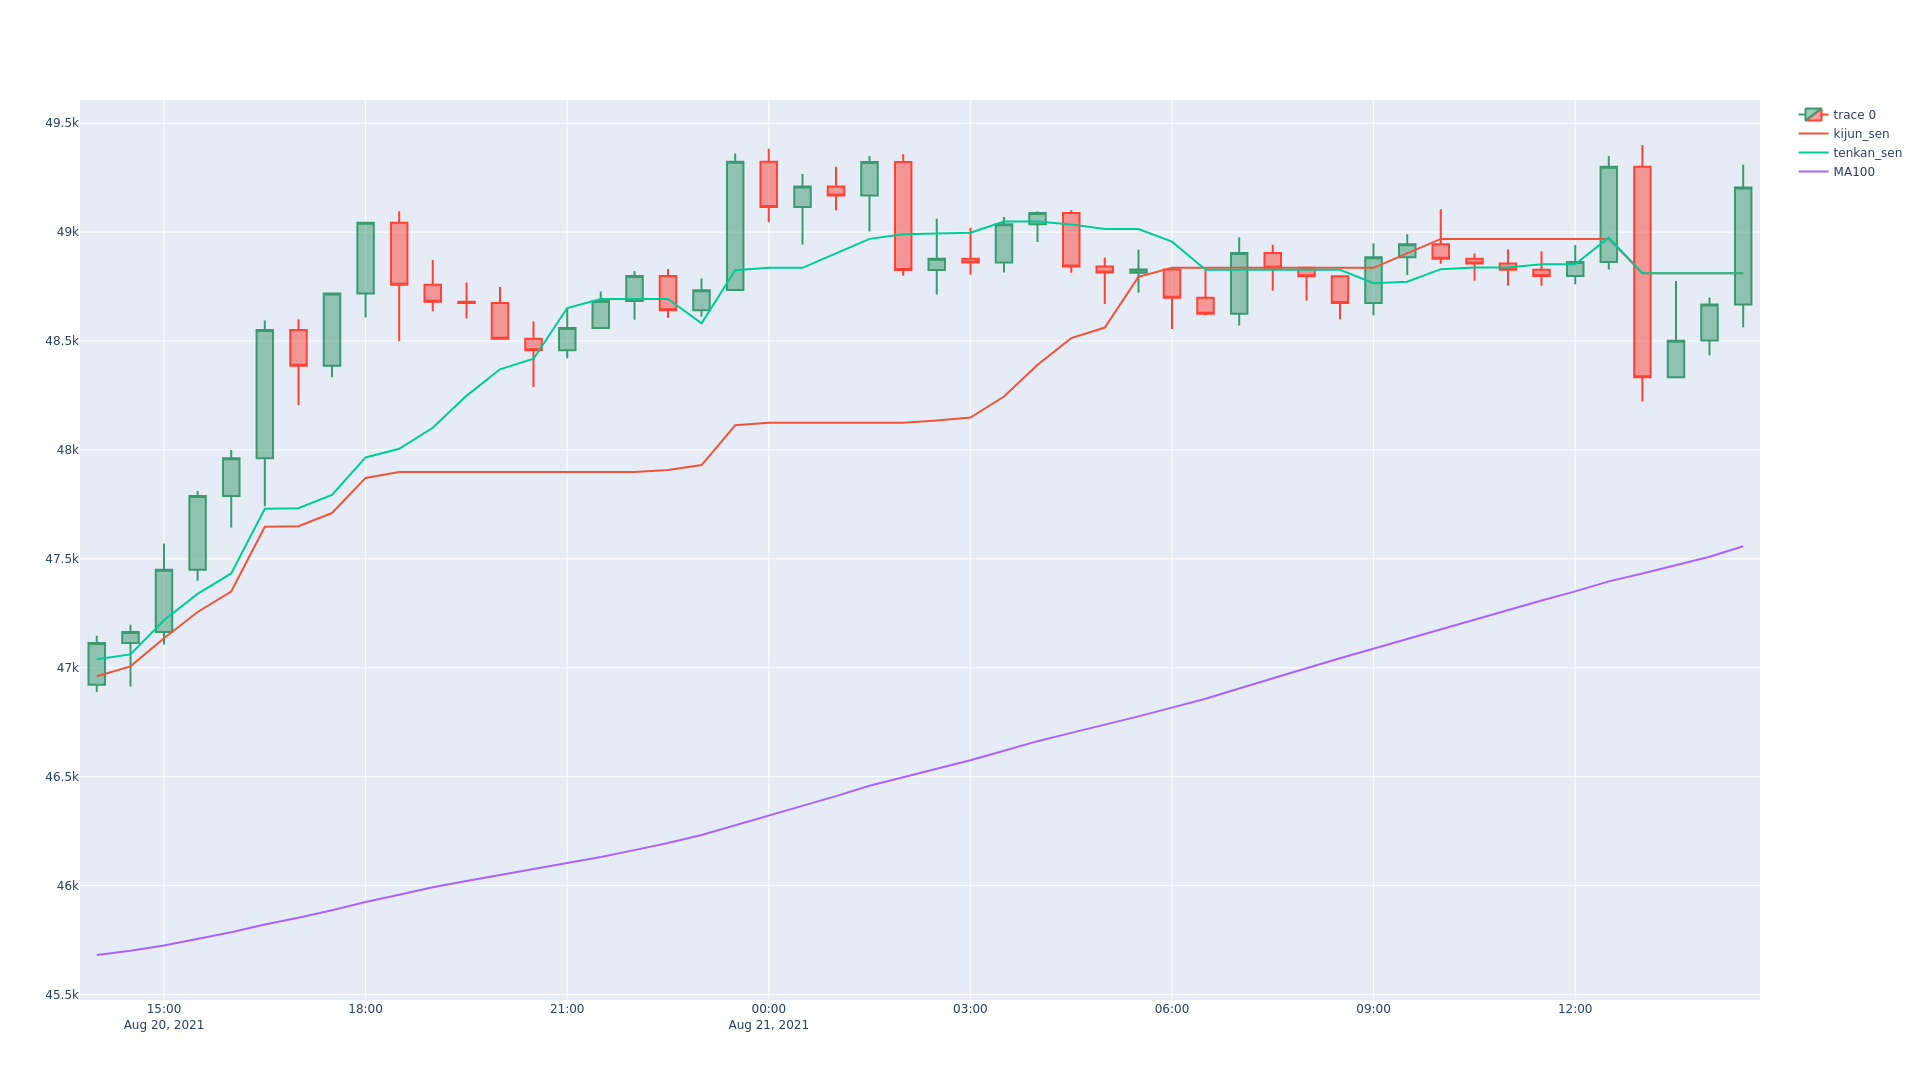 49.5k
49k
48.5k
48k
47.5k
47k
46.5k
46k
45.5k
15:00 18:00 21:00 00:00 03:00 06:00 09:00 12:00
Aug 20, 2021 Aug 21, 2021
trace 0
kijun_sen
tenkan_sen
MA100